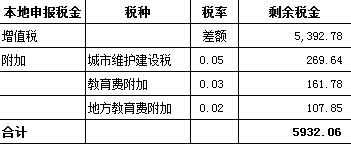 本地申报税金 税种 税率 剩余税金
增值税 差额 5,392.78
附加 城市维护建设税 0.05 269.64
教育费附加 0.03 161.78
地方教育费附加 0.02 107.85
合计 5932.06